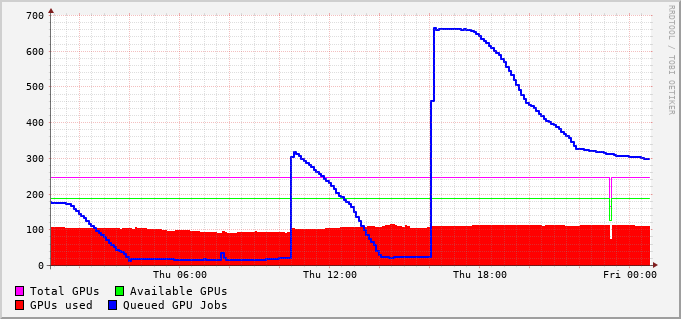 700
600
500
400
300
200
100
0
Thu 06:00 Thu 12:00 Thu 18:00 Fri 00:00
Total GPUs Available GPUs
GPUs used Queued GPU Jobs
RRDTOOL / TOBI OETIKER